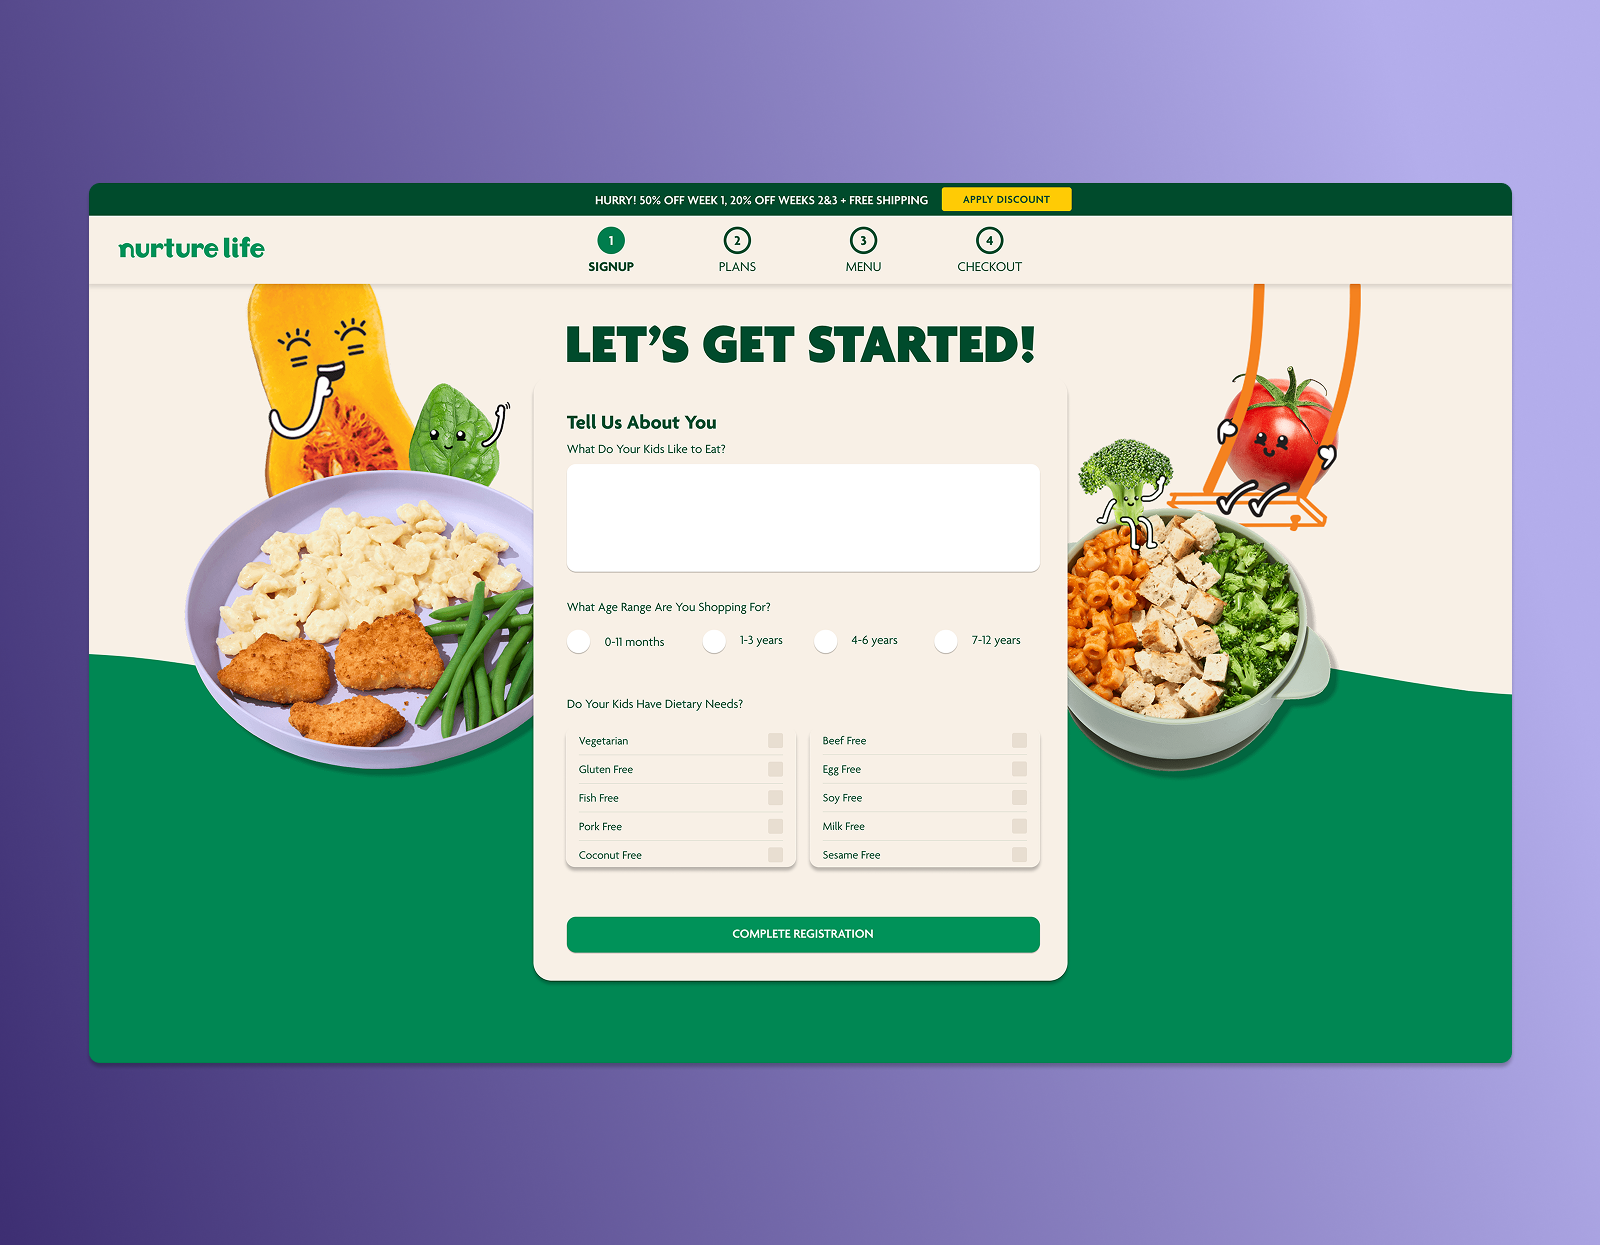 HURRY! 50% OFF WEEK 1, 20% OFF WEEKS 2&3 + FREE SHIPPING
APPLY DISCOUNT
nurture life
1
SIGNUP
2
PLANS
3
MENU
4
CHECKOUT
LET'S GET STARTED!
Tell Us About You
What Do Your Kids Like to Eat?
What Age Range Are You Shopping For?
0-11 months
1-3 years
4-6 years
7-12 years
Do Your Kids Have Dietary Needs?
Vegetarian
Gluten Free
Fish Free
Pork Free
Coconut Free
Beef Free
Egg Free
Soy Free
Milk Free
Sesame Free
COMPLETE REGISTRATION